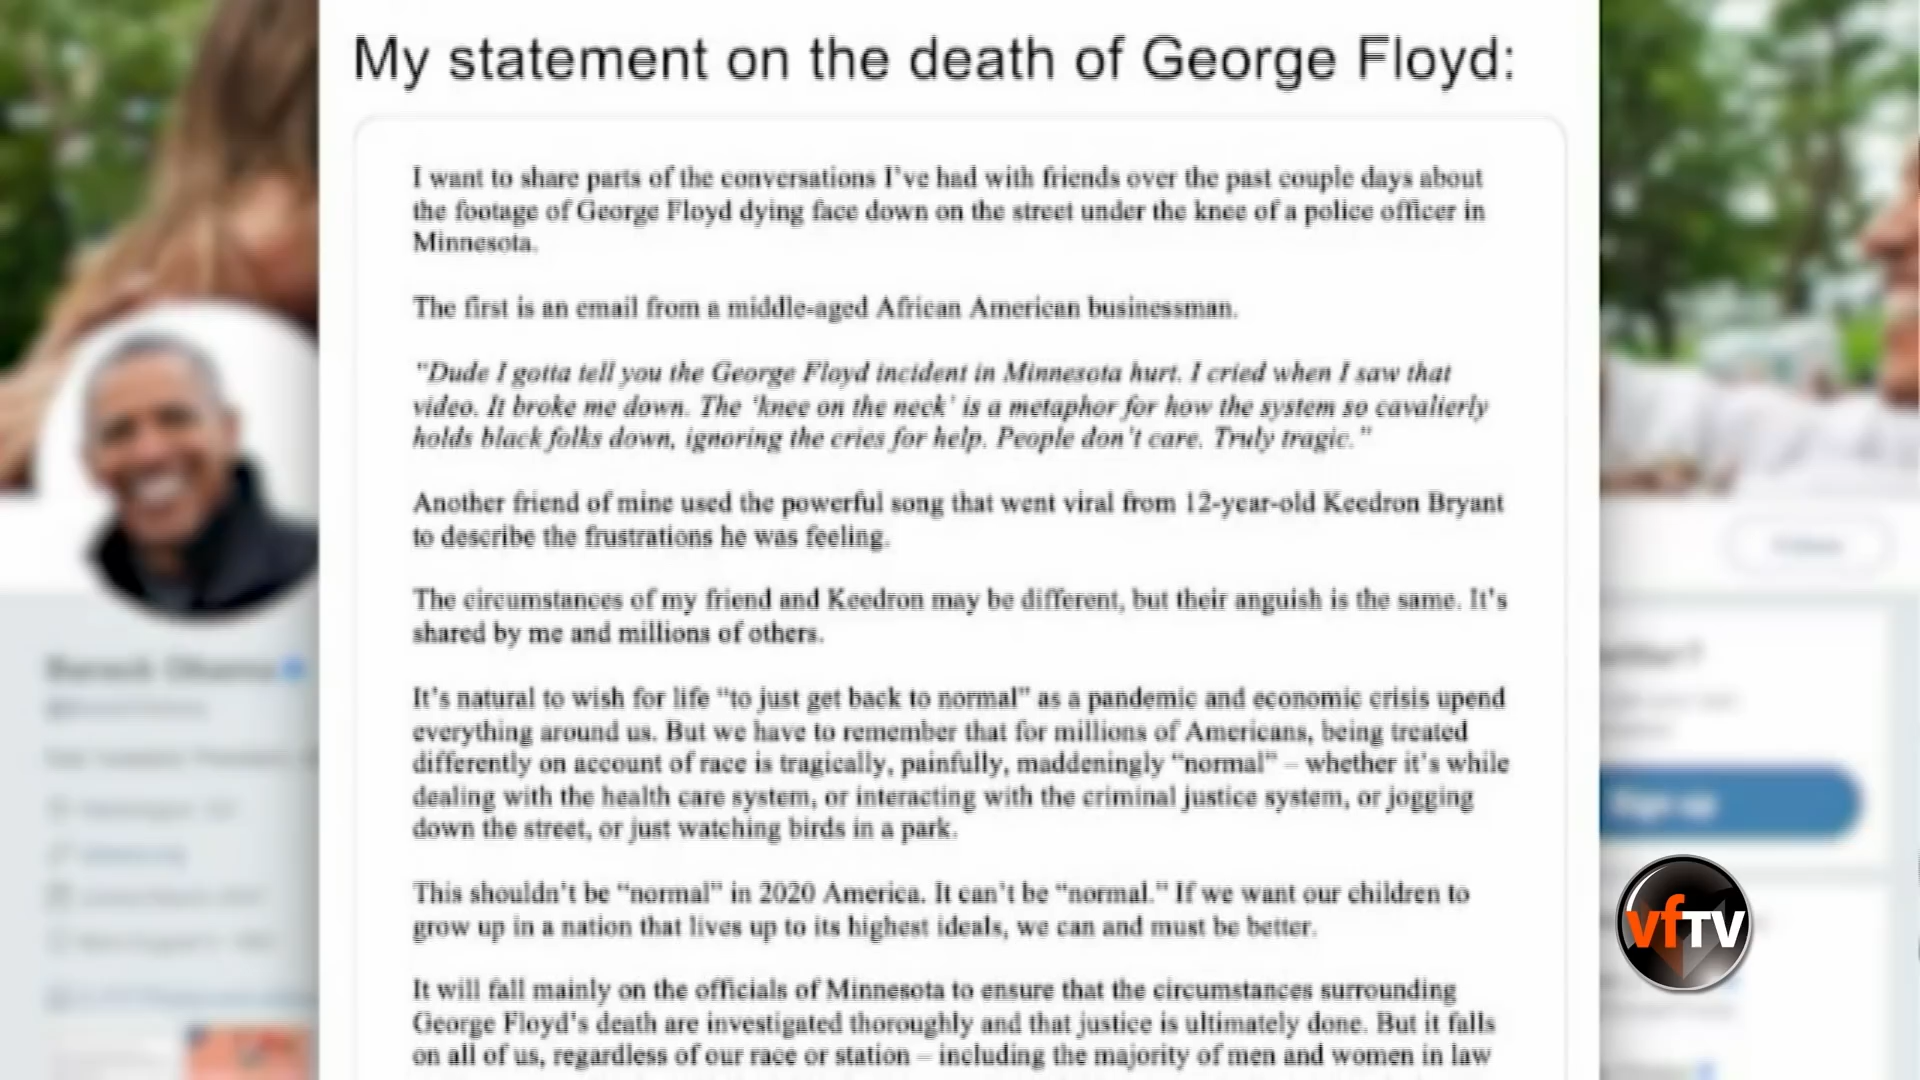 My statement on the death of George Floyd:
I want to share parts of the conversations I've had with friends over the past couple days about
the footage of George Floyd dying face down on the street under the knee of a police officer in
Minnesota.
The first is an email from a middle-aged African American businessman.
"Dude I gotta tell you the George Floyd incident in Minnesota hurt. I cried when I saw that
video. It broke me down. The 'knee on the neck' is a metaphor for how the system so cavalierly
holds black folks down, ignoring the cries for help. People don't care. Truly tragic."
Another friend of mine used the powerful song that went viral from 12-year-old Keedron Bryant
to describe the frustrations he was feeling.
The circumstances of my friend and Keedron may be different, but their anguish is the same. It's
shared by me and millions of others.
It's natural to wish for life "to just get back to normal" as a pandemic and economic crisis upend
everything around us. But we have to remember that for millions of Americans, being treated
differently on account of race is tragically, painfully, maddeningly "normal" – whether it's while
dealing with the health care system, or interacting with the criminal justice system, or jogging
down the street, or just watching birds in a park.
This shouldn't be "normal" in 2020 America. It can't be "normal." If we want our children to
grow up in a nation that lives up to its highest ideals, we can and must be better.
It will fall mainly on the officials of Minnesota to ensure that the circumstances surrounding
George Floyd's death are investigated thoroughly and that justice is ultimately done. But it falls
on all of us, regardless of our race or station – including the majority of men and women in law
Barack Obama
Sign up
vfTV